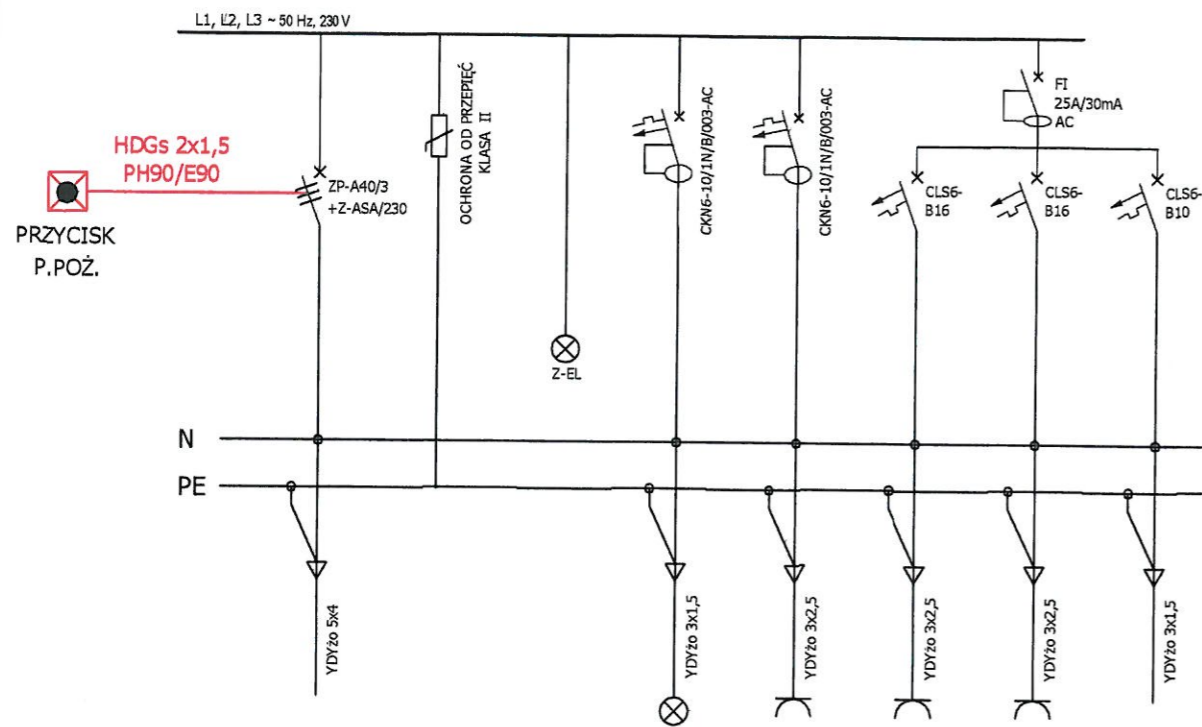 L1, L2, L3 ~ 50 Hz, 230 V
HDGs 2x1,5
PH90/E90
PRZYCISK
P.POŻ.
ZP-A40/3
+Z-ASA/230
OCHRONA OD PRZEPIĘĆ
KLASA II
Z-EL
CKN6-10/1N/B/003-AC
CKN6-10/1N/B/003-AC
FI
25A/30mA
AC
CLS6-
B16
CLS6-
B16
CLS6-
B10
N
PE
YDYżo 5x4
YDYżo 3x1,5
YDYżo 3x2,5
YDYżo 3x2,5
YDYżo 3x2,5
YDYżo 3x1,5